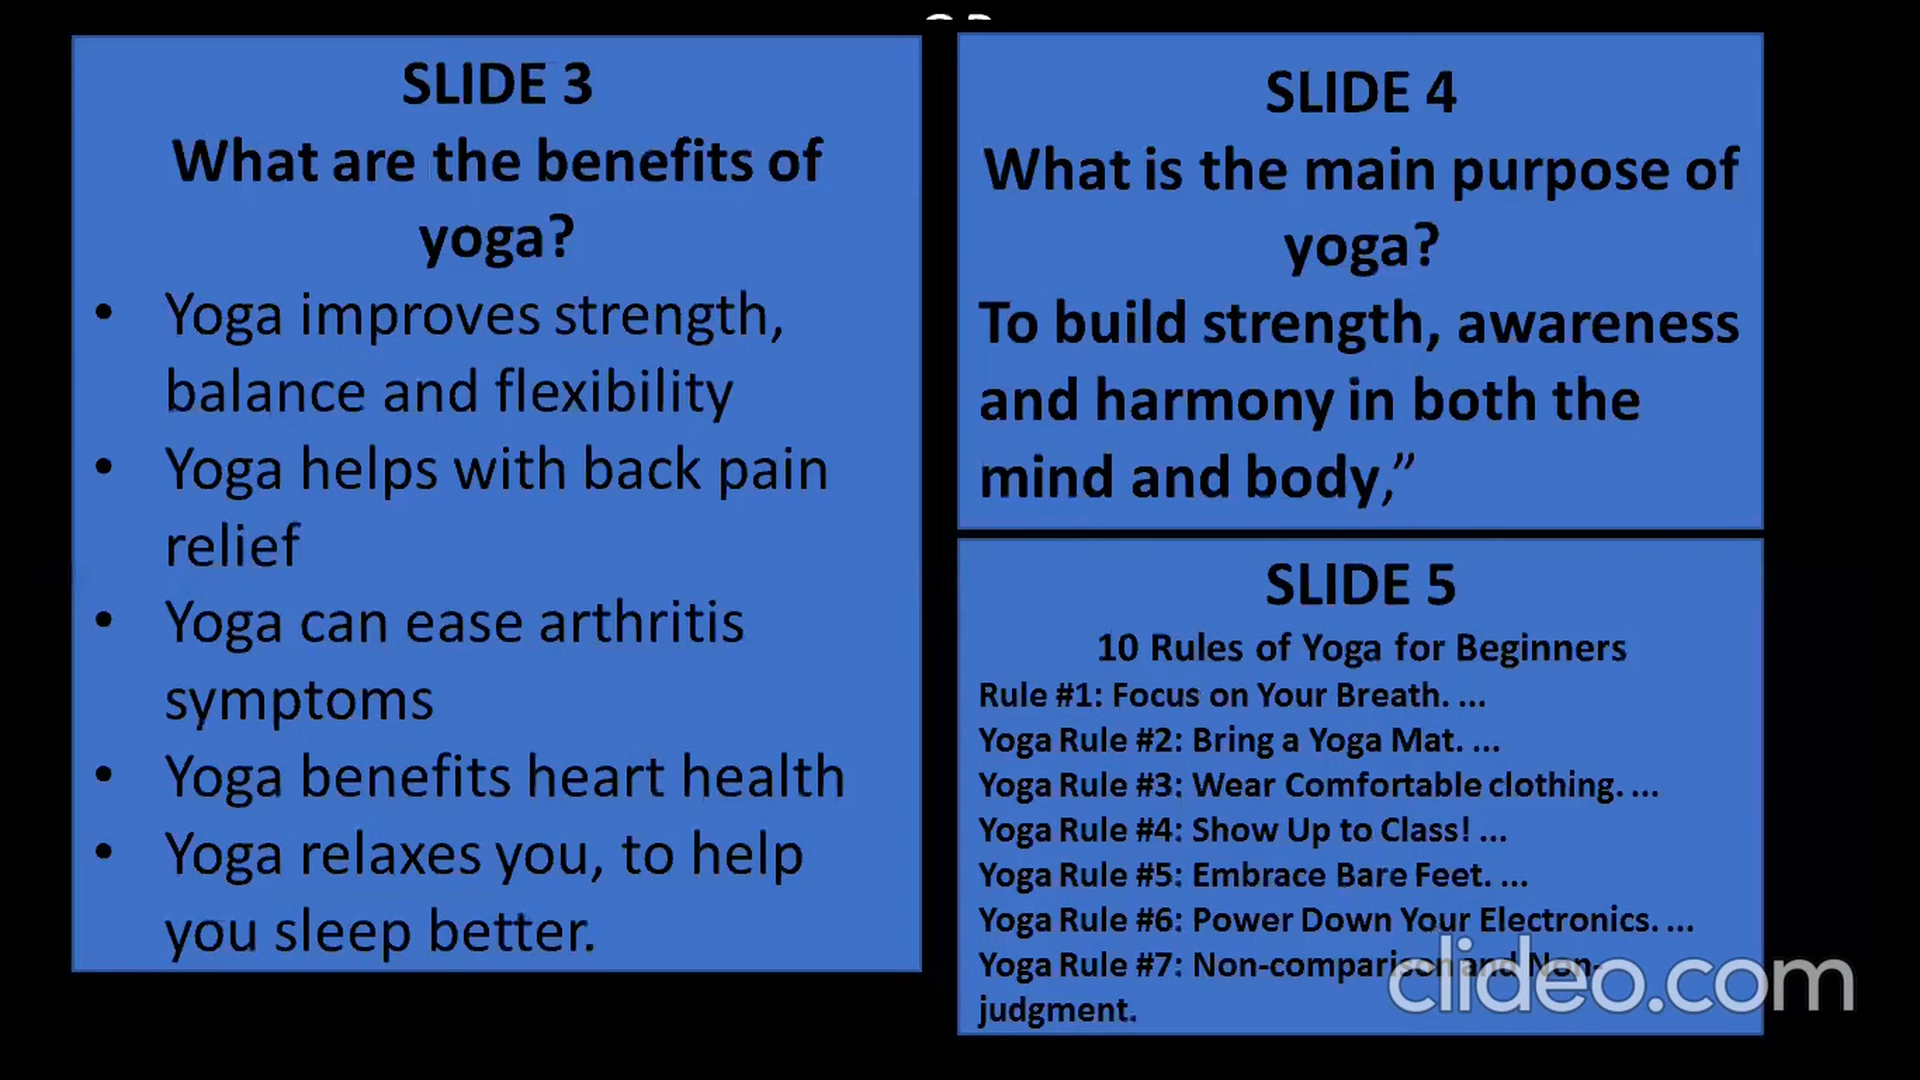 SLIDE 3
What are the benefits of
yoga?
• Yoga improves strength,
balance and flexibility
• Yoga helps with back pain
relief
• Yoga can ease arthritis
symptoms
• Yoga benefits heart health
• Yoga relaxes you, to help
you sleep better.
SLIDE 4
What is the main purpose of
yoga?
To build strength, awareness
and harmony in both the
mind and body,”
SLIDE 5
10 Rules of Yoga for Beginners
Rule #1: Focus on Your Breath. ...
Yoga Rule #2: Bring a Yoga Mat. ...
Yoga Rule #3: Wear Comfortable clothing. ...
Yoga Rule #4: Show Up to Class! ...
Yoga Rule #5: Embrace Bare Feet. ...
Yoga Rule #6: Power Down Your Electronics. ...
Yoga Rule #7: Non-comparison and Non-
judgment.
clideo.com